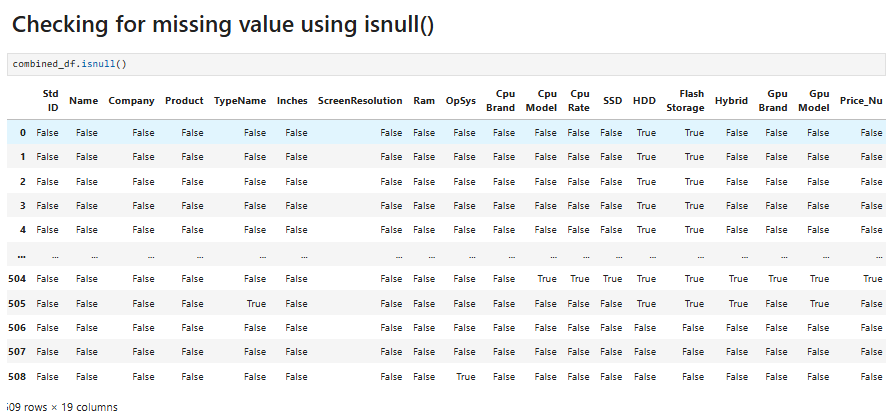 Checking for missing value using isnull()
combined_df.isnull()
Std ID Name Company Product TypeName Inches ScreenResolution Ram OpSys Cpu Brand Cpu Model Cpu Rate SSD HDD Flash Storage Hybrid Gpu Brand Gpu Model Price_Nu
0 False False False False False False False False False False False False False True True False False False False
1 False False False False False False False False False False False False False True True False False False False
2 False False False False False False False False False False False False False True True False False False False
3 False False False False False False False False False False False False False True True False False False False
4 False False False False False False False False False False False False False True True False False False False
... ... ... ... ... ... ... ... ... ... ... ... ... ... ... ... ... ... ... ...
504 False False False False False False False False False False True True True True True True True True True
505 False False False False True False False False False False False False False True True True False True False
506 False False False False False False False False False False False False False False False False False False False
507 False False False False False False False False False False False False False False False False False False False
508 False False False False False False False False True False False False False False False False False False False
09 rows × 19 columns